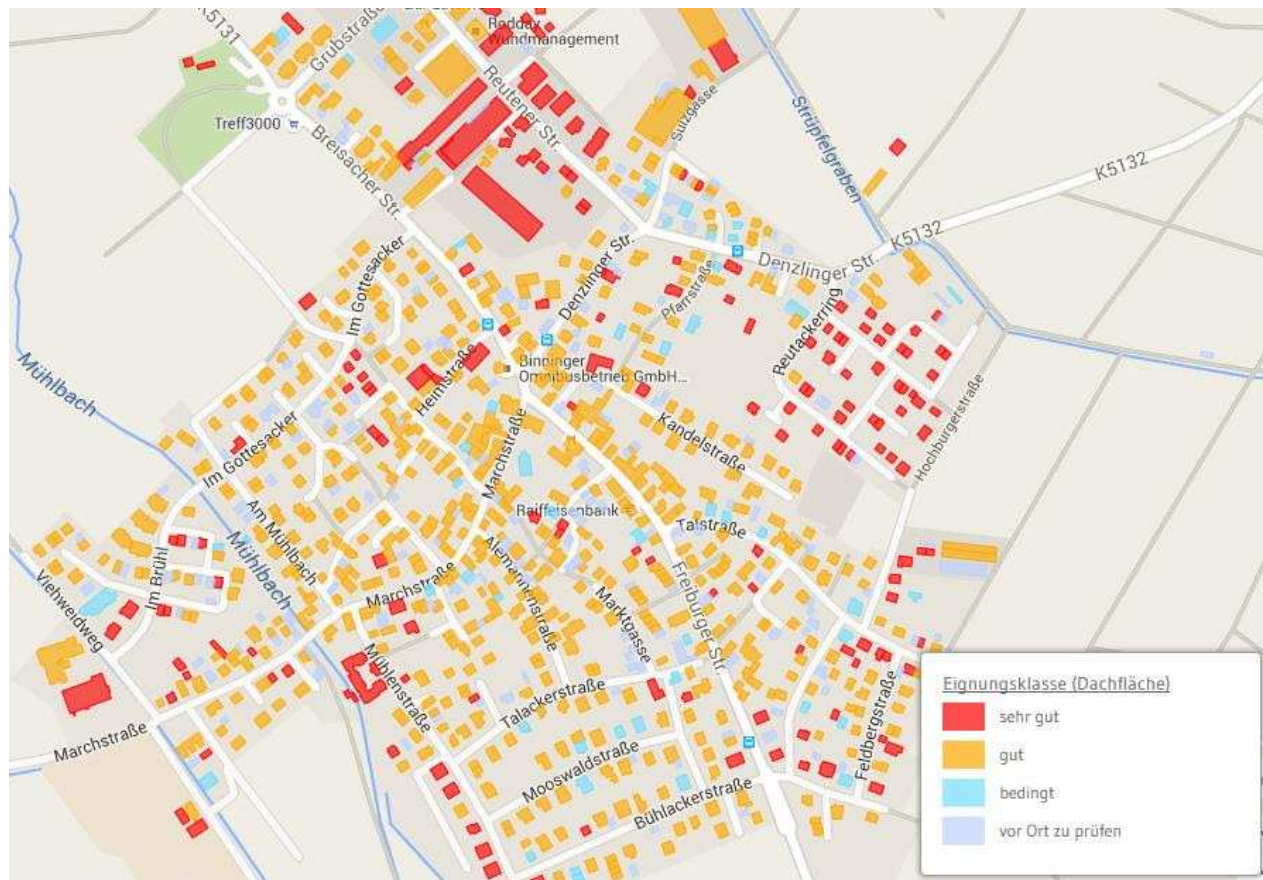 K5131
Grubstraße
Reddax
Wundmanagement
Reutener Str.
Sulzgasse
Strüpfelgraben
Treff3000
Breisacher Str.
K5132
K5132
Denzlinger Str.
Im Gottesacker
Denzlinger Str.
Pfarrstraße
Reutackerring
Mühlbach
Heimstraße
Binninger
Omnibusbetrieb GmbH...
Hochburgerstraße
Im Gottesacker
Marchstraße
Kandelstraße
Am Mühlbach
Raiffeisenbank
Talstraße
Mühlbach
Im Brühl
Viehweidweg
Marchstraße
Alemannenstraße
Marktgasse
Freiburger Str.
Mühlenstraße
Talackerstraße
Feldbergstraße
Marchstraße
Mooswaldstraße
Bühlackerstraße
Eignungsklasse (Dachfläche)
sehr gut
gut
bedingt
vor Ort zu prüfen